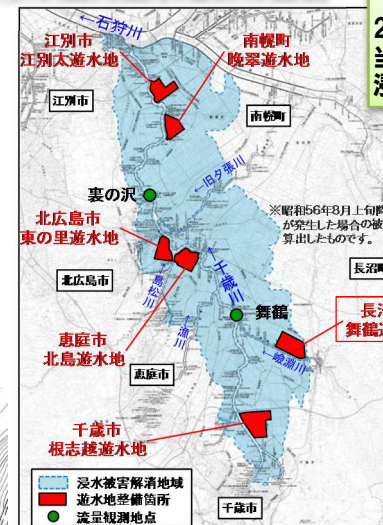 ←石狩川
江別市
江別太遊水地
南幌町
晩翠遊水地
江別市
南幌町
←旧夕張川
裏の沢
※昭和56年8月上旬降
が発生した場合の被
算出したものです。
北広島市
東の里遊水地
長沼町
←千歳川
北広島市
←島松川
舞鶴
長沼
舞鶴遊
恵庭市
北島遊水地
←漁川
←嶮淵川
恵庭市
千歳市
根志越遊水地
浸水被害解消地域
遊水地整備箇所
流量観測地点
千歳市